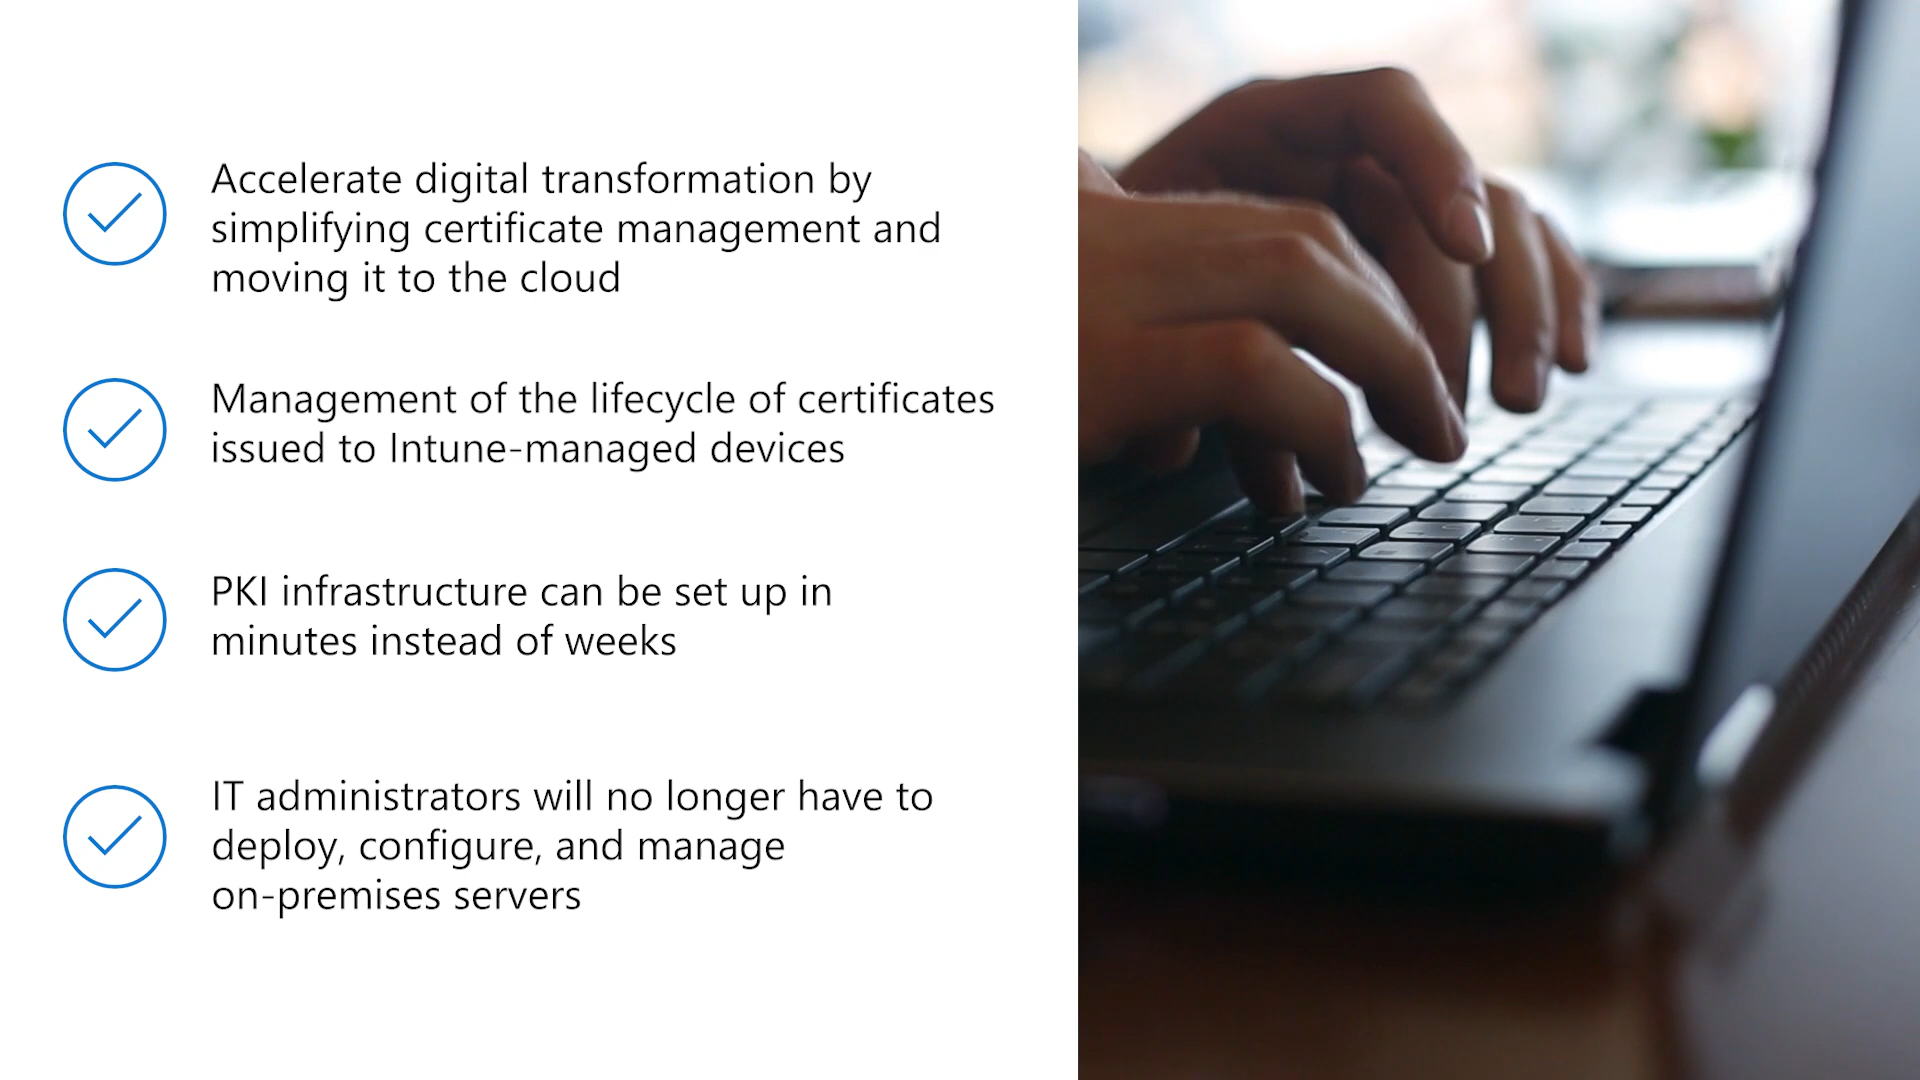 Accelerate digital transformation by
simplifying certificate management and
moving it to the cloud
Management of the lifecycle of certificates
issued to Intune-managed devices
PKI infrastructure can be set up in
minutes instead of weeks
IT administrators will no longer have to
deploy, configure, and manage
on-premises servers